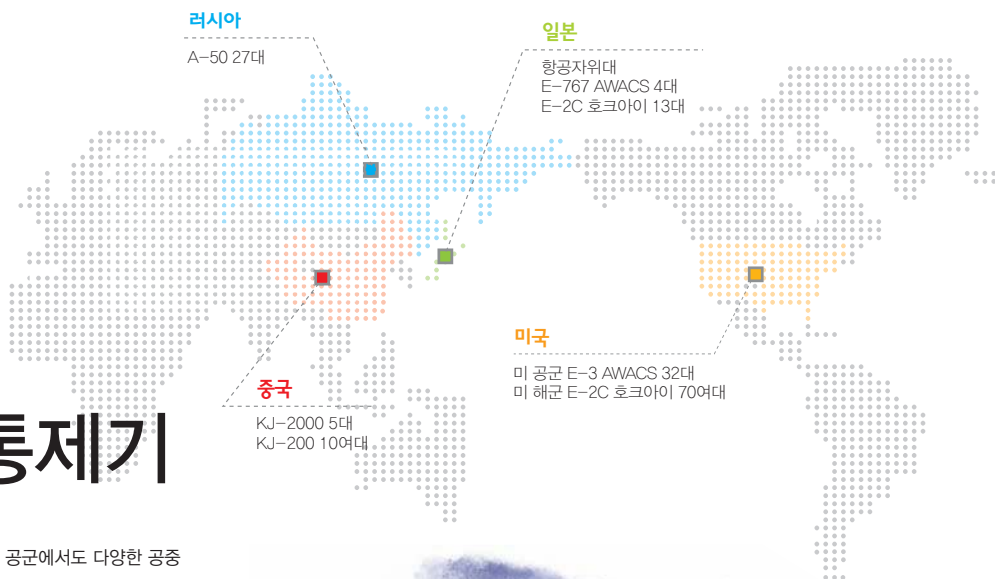 러시아
A-50 27대
일본
항공자위대
E-767 AWACS 4대
E-2C 호크아이 13대
미국
미 공군 E-3 AWACS 32대
미 해군 E-2C 호크아이 70여대
중국
KJ-2000 5대
KJ-200 10여대
통제기
공군에서도 다양한 공중